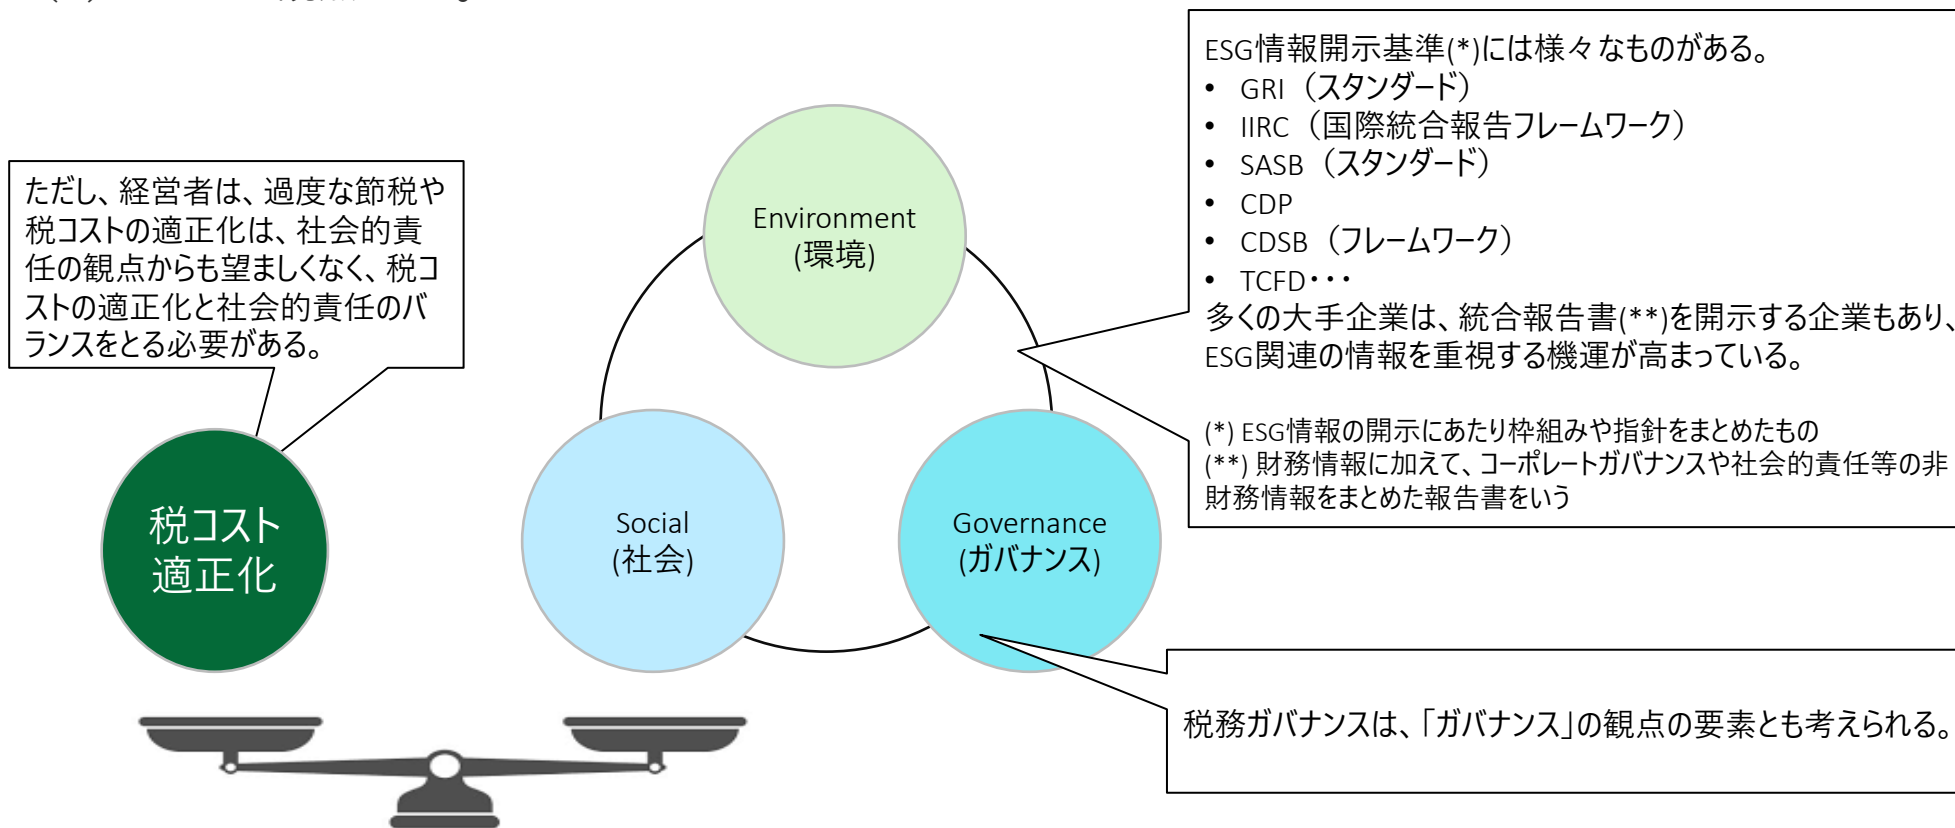 ESG情報開示基準(*)には様々なものがある。
• GRI（スタンダード）
• IIRC（国際統合報告フレームワーク）
• SASB（スタンダード）
• CDP
• CDSB（フレームワーク）
• TCFD・・・
多くの大手企業は、統合報告書(**)を開示する企業もあり、
ESG関連の情報を重視する機運が高まっている。
(*) ESG情報の開示にあたり枠組みや指針をまとめたもの
(**) 財務情報に加えて、コーポレートガバナンスや社会的責任等の非
財務情報をまとめた報告書をいう
ただし、経営者は、過度な節税や
税コストの適正化は、社会的責
任の観点からも望ましくなく、税コ
ストの適正化と社会的責任のバ
ランスをとる必要がある。
Environment
(環境)
税コスト
適正化
Social
(社会)
Governance
(ガバナンス)
税務ガバナンスは、「ガバナンス」の観点の要素とも考えられる。